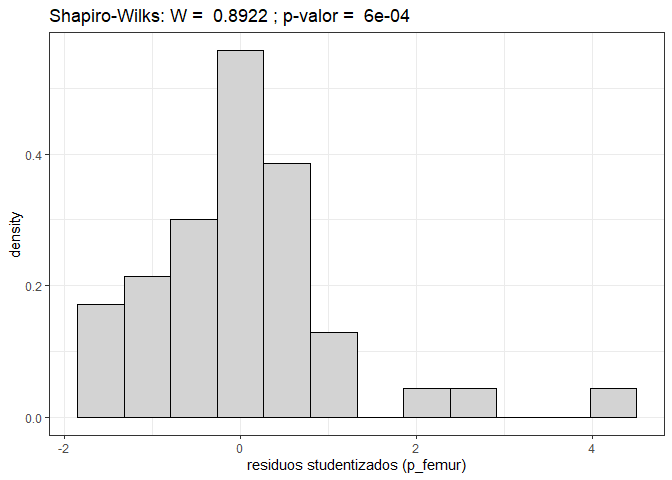 Shapiro-Wilks: W =  0.8922 ; p-valor =  6e-04
density
0.4
0.2
0.0
-2
0
2
4
residuos studentizados (p_femur)